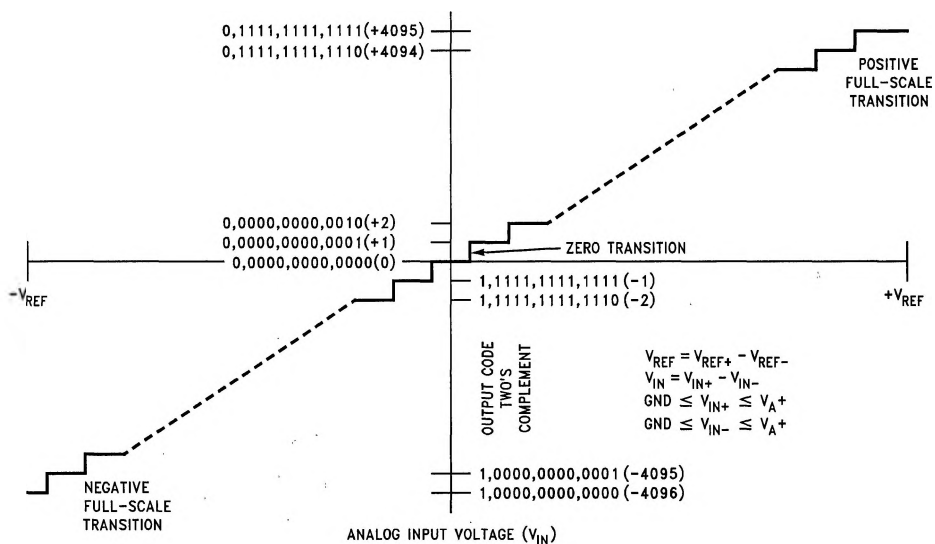 0,1111,1111,1111(+4095)
0,1111,1111,1110(+4094)
POSITIVE
FULL-SCALE
TRANSITION
0,0000,0000,0010(+2)
0,0000,0000,0001(+1)
0,0000,0000,0000(0)
ZERO TRANSITION
-VREF
+VREF
1,1111,1111,1111(-1)
1,1111,1111,1110(-2)
OUTPUT CODE
TWO'S
COMPLEMENT
VREF = VREF+ - VREF-
VIN = VIN+ - VIN-
GND ≤ VIN+ ≤ VA+
GND ≤ VIN- ≤ VA+
1,0000,0000,0001(-4095)
1,0000,0000,0000(-4096)
NEGATIVE
FULL-SCALE
TRANSITION
ANALOG INPUT VOLTAGE (VIN)